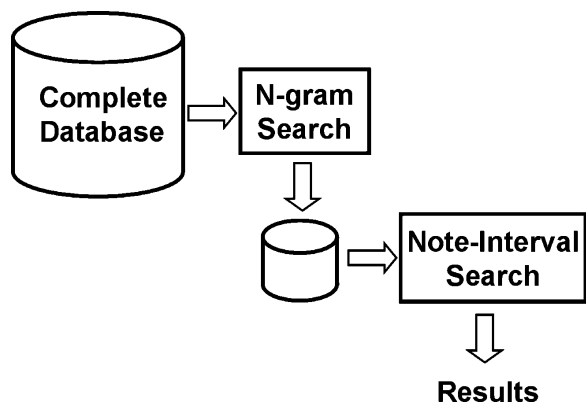 Complete
Database
N-gram
Search
Note-Interval
Search
Results